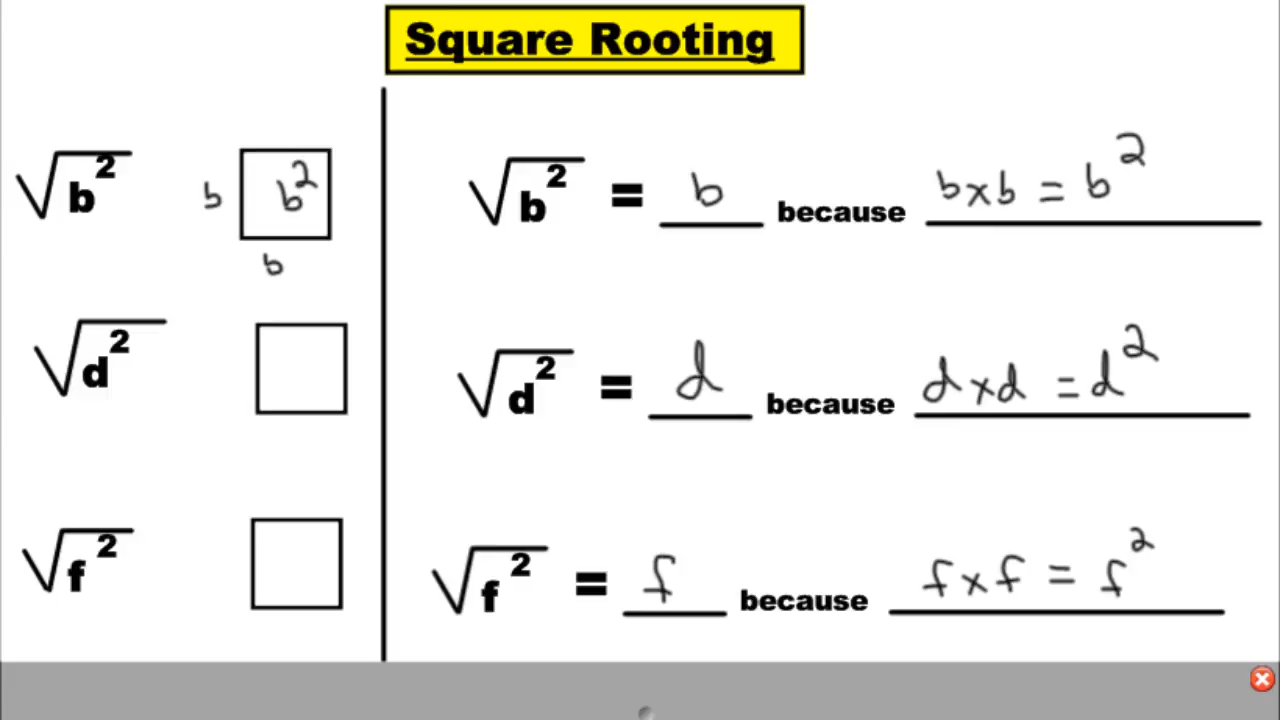 Square Rooting
√b² b b² √b² = b because b×b = b²
b
√d² √d² = d because d×d = d²
√f² √f² = f because f×f = f²